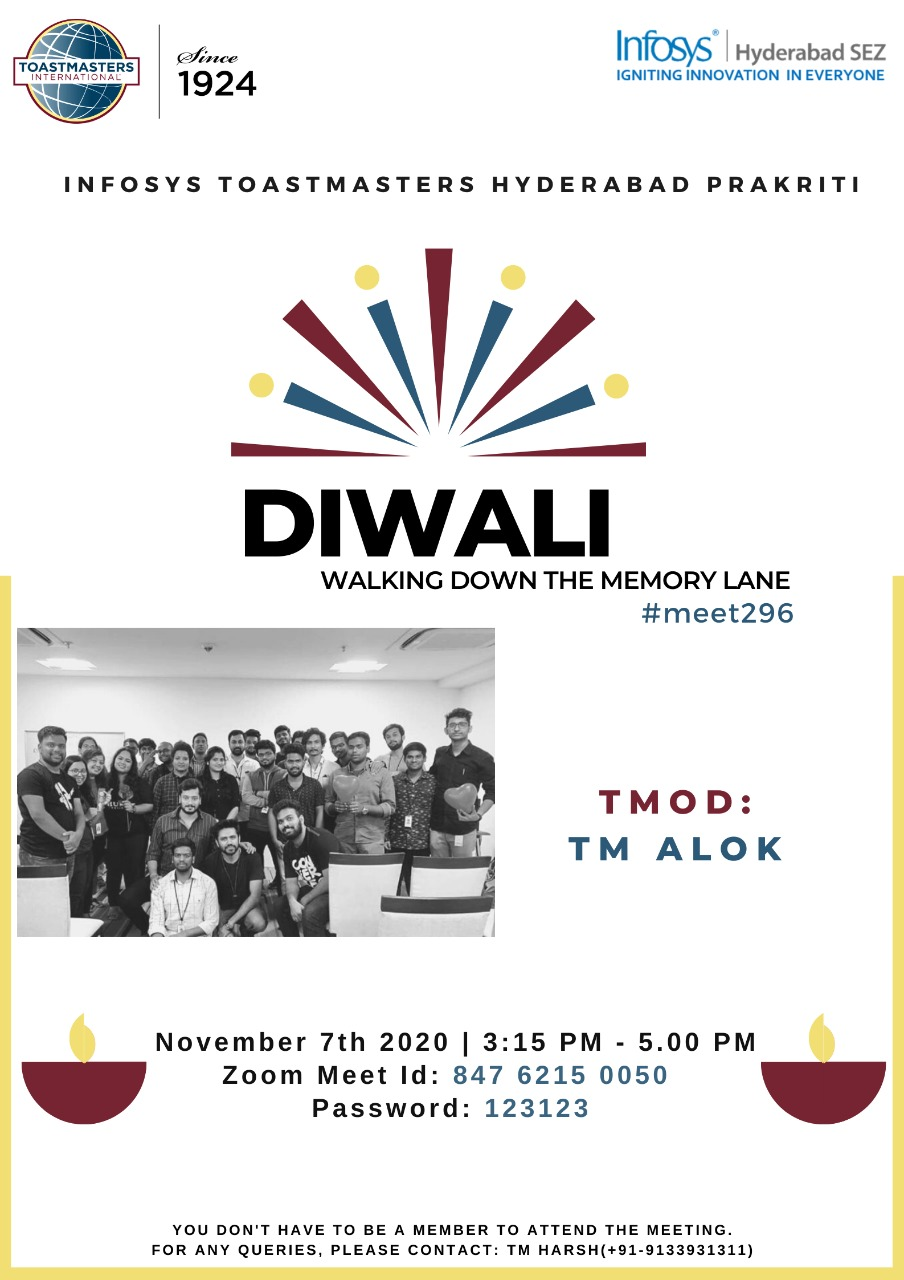 TOASTMASTERS
INTERNATIONAL
Since
1924
Infosys® | Hyderabad SEZ
IGNITING INNOVATION IN EVERYONE
INFOSYS TOASTMASTERS HYDERABAD PRAKRITI
DIWALI
WALKING DOWN THE MEMORY LANE
#meet296
TMOD:
TM ALOK
November 7th 2020 | 3:15 PM - 5.00 PM
Zoom Meet Id: 847 6215 0050
Password: 123123
YOU DON'T HAVE TO BE A MEMBER TO ATTEND THE MEETING.
FOR ANY QUERIES, PLEASE CONTACT: TM HARSH(+91-9133931311)